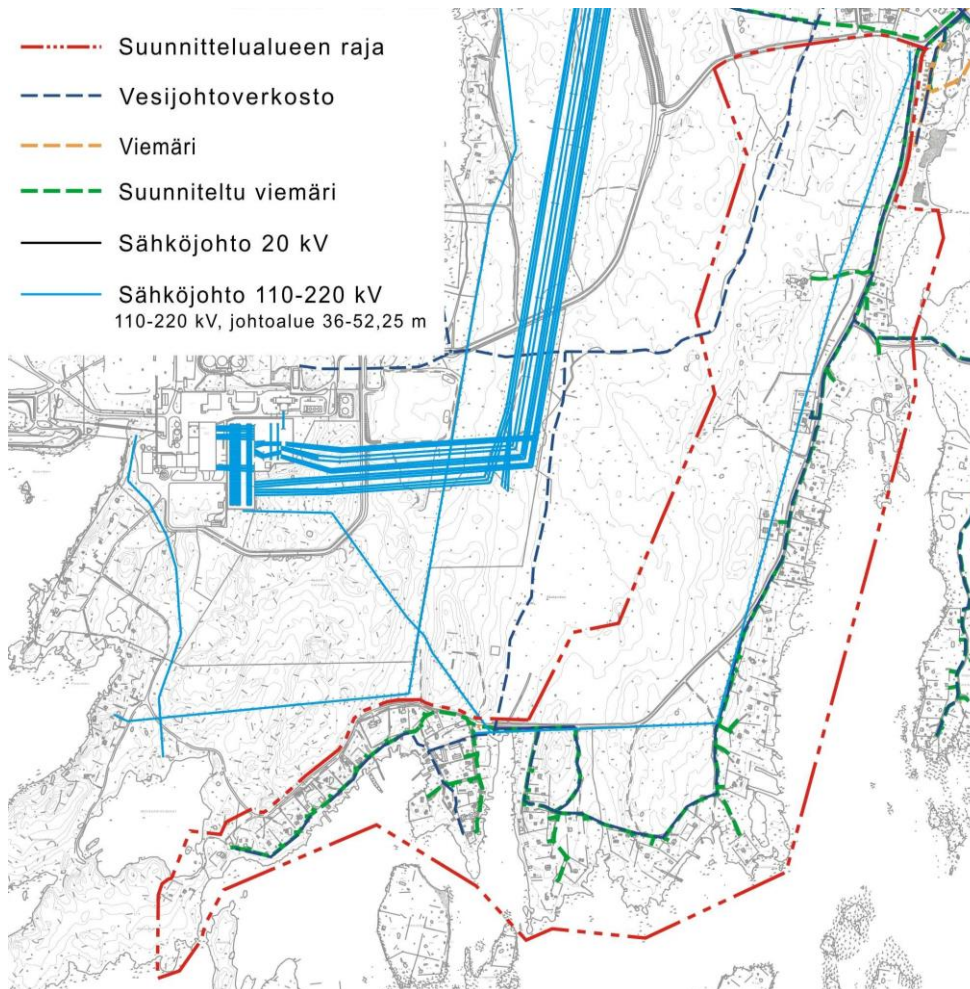 Suunnittelualueen raja
Vesijohtoverkosto
Viemäri
Suunniteltu viemäri
Sähköjohto 20 kV
Sähköjohto 110-220 kV
110-220 kV, johtoalue 36-52,25 m